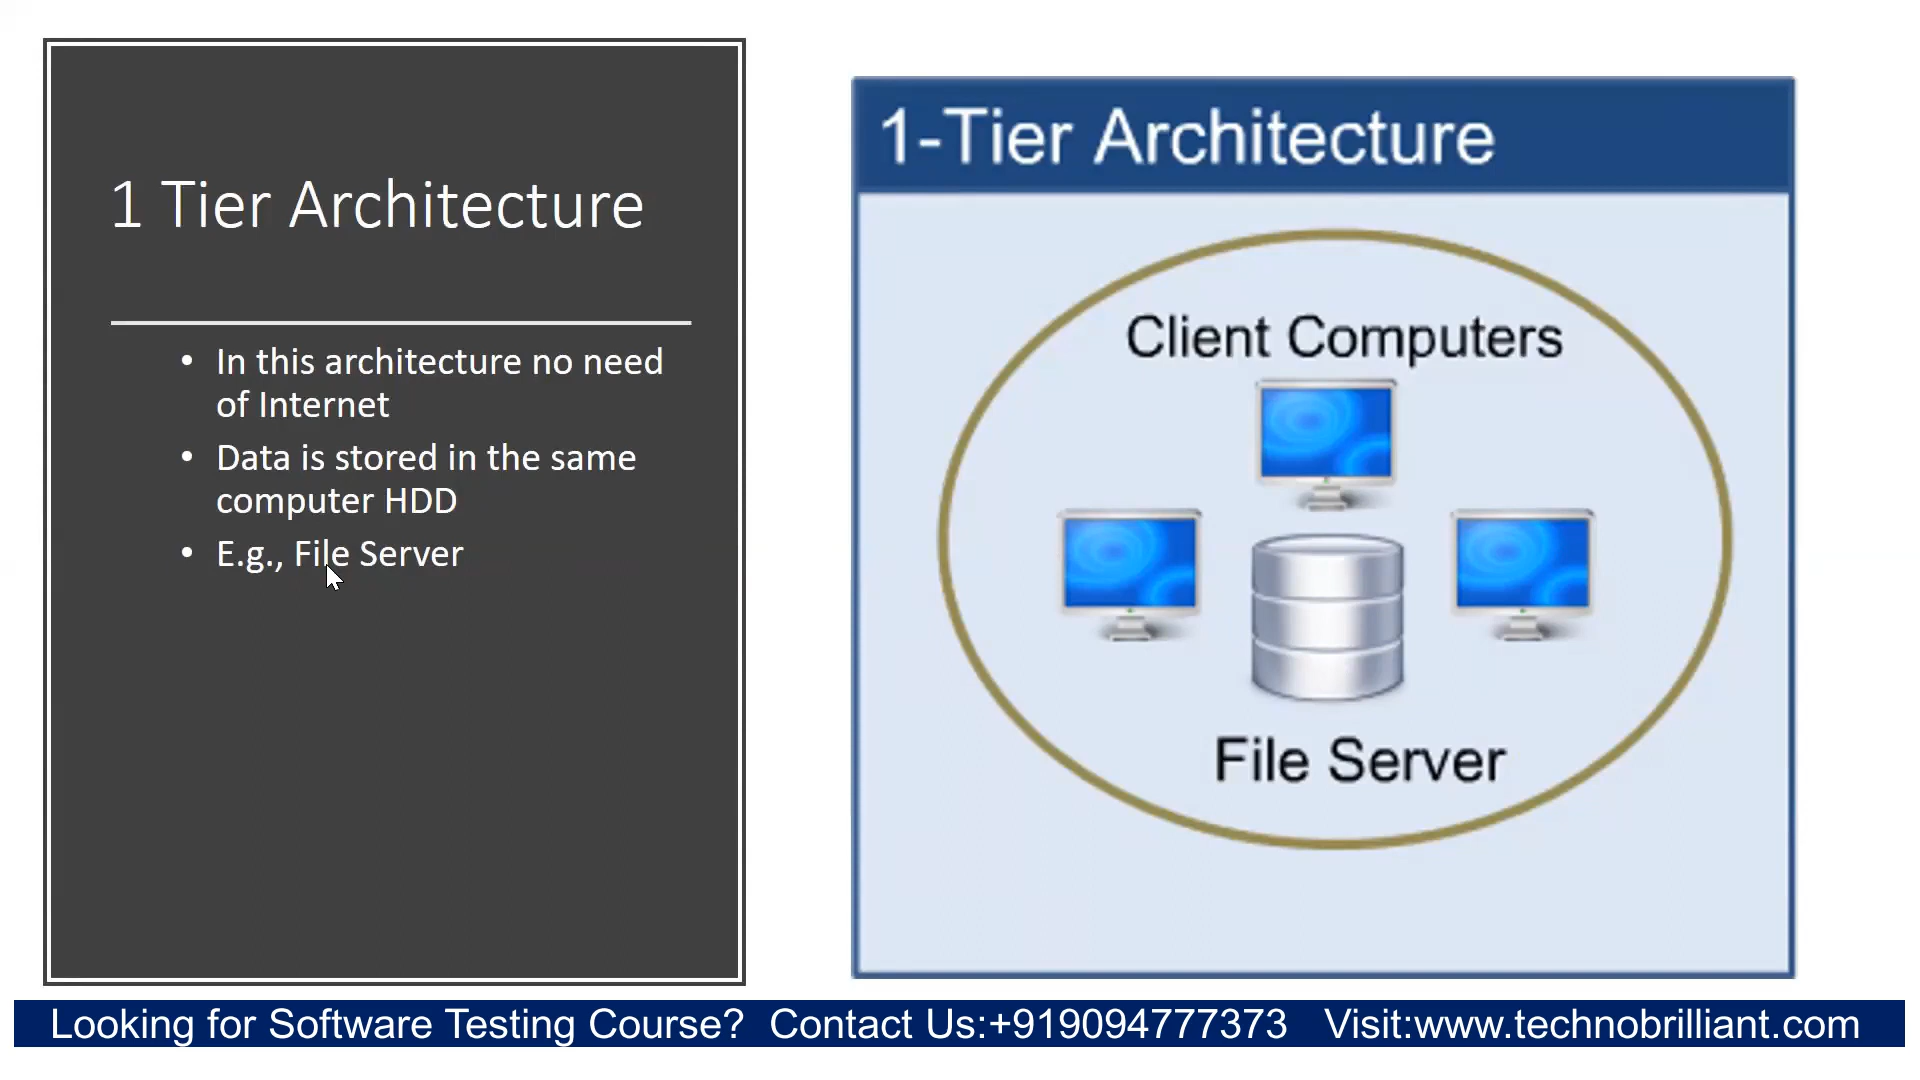 1 Tier Architecture
• In this architecture no need
of Internet
• Data is stored in the same
computer HDD
• E.g., File Server
1-Tier Architecture
Client Computers
File Server
Looking for Software Testing Course? Contact Us:+919094777373 Visit:www.technobrilliant.com